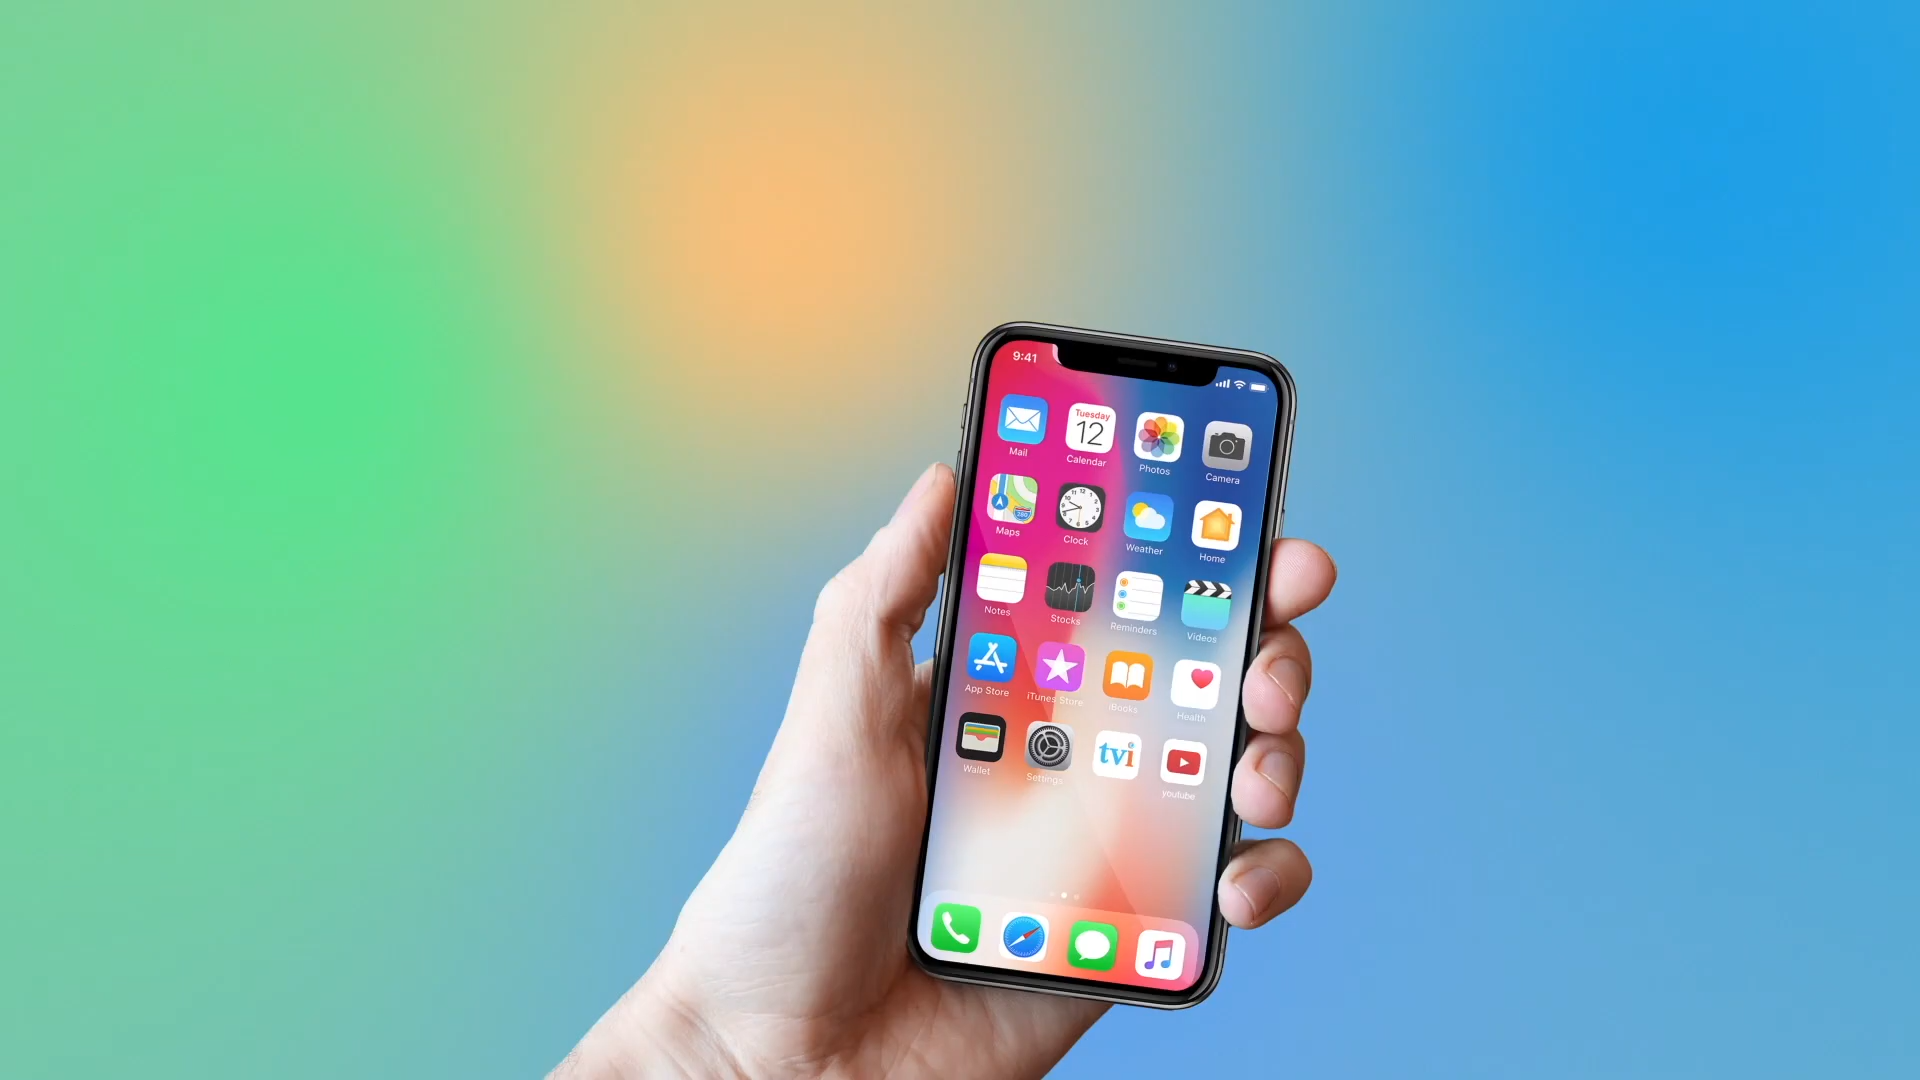 9:41
Tuesday
12
Mail
Calendar
Photos
Camera
280
Maps
Clock
Weather
Home
Notes
Stocks
Reminders
Videos
App Store
iTunes Store
iBooks
Health
tvi
Wallet
Settings
youtube